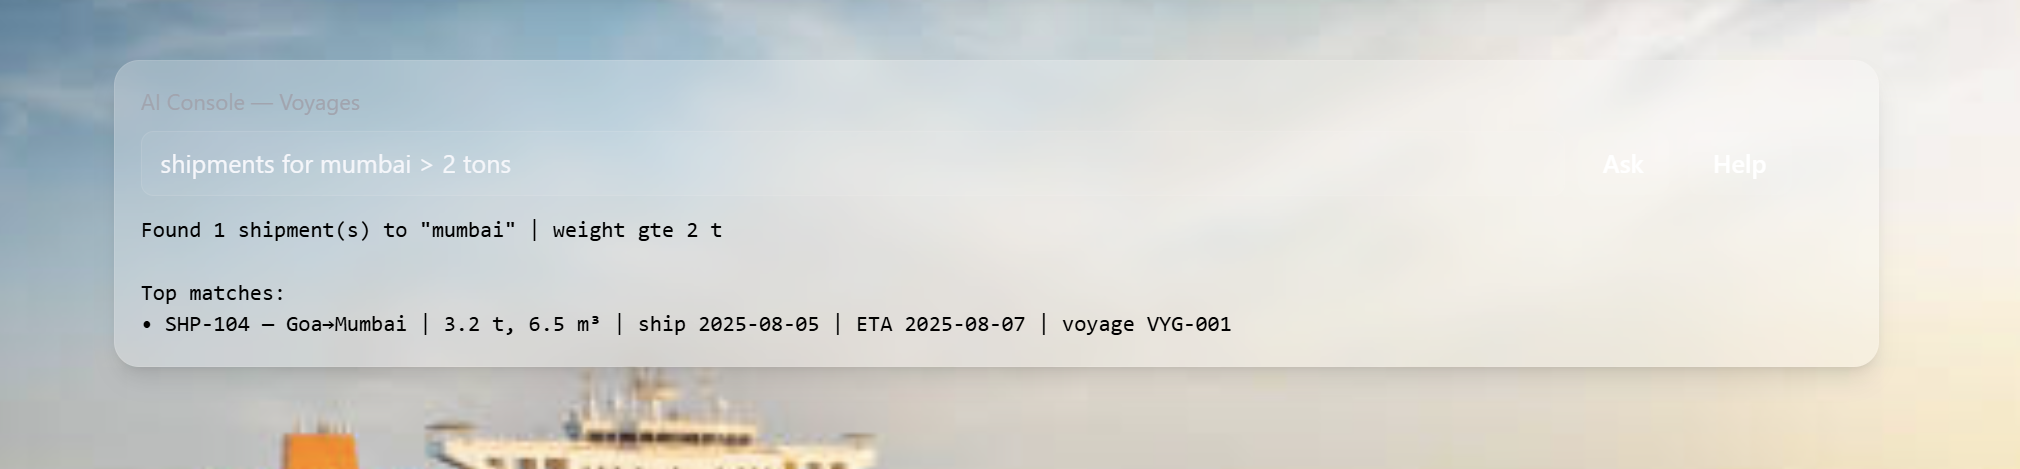 AI Console — Voyages
shipments for mumbai > 2 tons
Ask Help
Found 1 shipment(s) to "mumbai" | weight gte 2 t
Top matches:
• SHP-104 — Goa→Mumbai | 3.2 t, 6.5 m³ | ship 2025-08-05 | ETA 2025-08-07 | voyage VYG-001